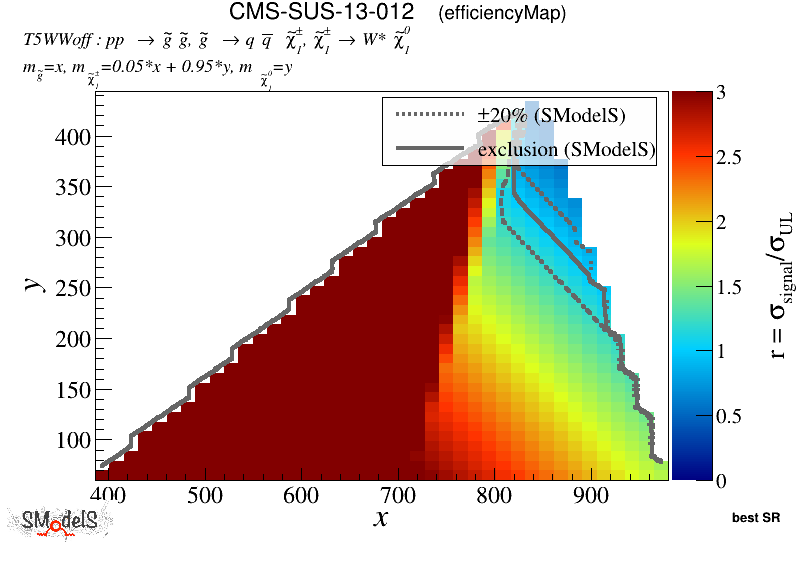 CMS-SUS-13-012 (efficiencyMap)
T5WWoff : pp → g̃ g̃, g̃ → q q̅ χ̃₁±, χ̃₁± → W* χ̃₁⁰
m_g̃=x, m_χ̃₁±=0.05*x + 0.95*y, m_χ̃₁⁰=y
±20% (SModelS)
exclusion (SModelS)
y
400
350
300
250
200
150
100
400 500 600 700 800 900
x
3
2.5
2
1.5
1
0.5
0
r = σ_signal/σ_UL
SModelS
best SR